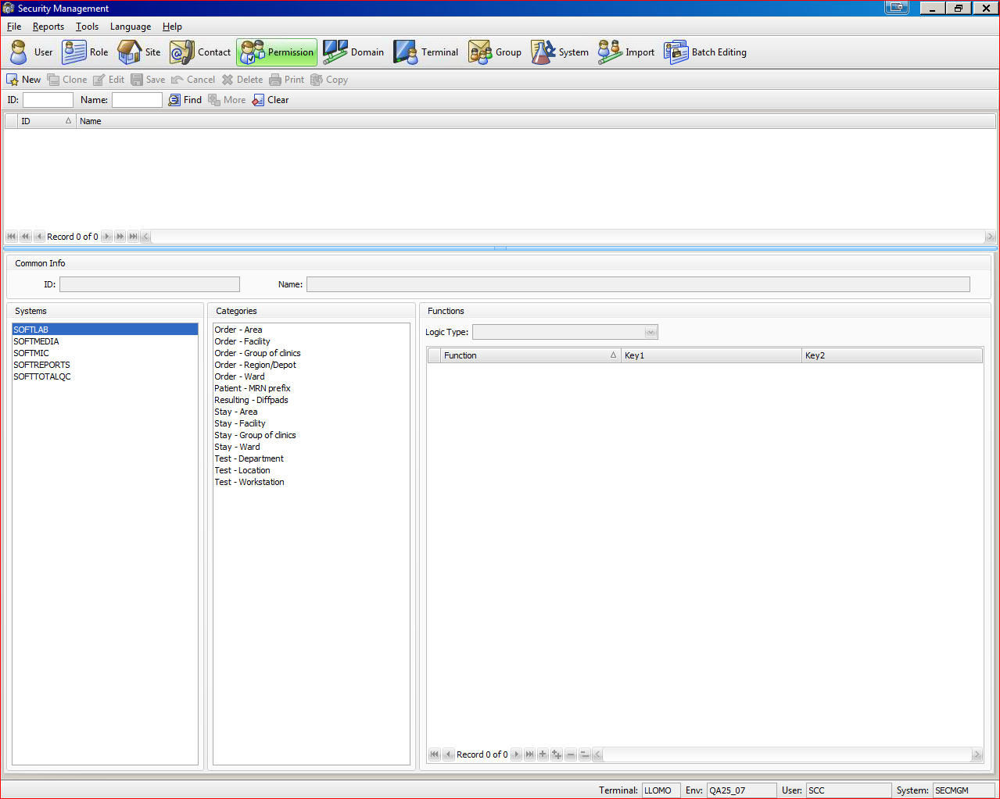 Security Management
File Reports Tools Language Help
User Role Site Contact Permission Domain Terminal Group System Import Batch Editing
New Clone Edit Save Cancel Delete Print Copy
ID: Name: Find More Clear
ID Name
Record 0 of 0
Common Info
ID: Name:
Systems Categories Functions
SOFTLAB
SOFTMEDIA
SOFTMIC
SOFTREPORTS
SOFTTOTALQC
Order - Area
Order - Facility
Order - Group of clinics
Order - Region/Depot
Order - Ward
Patient - MRN prefix
Resulting - Diffpads
Stay - Area
Stay - Facility
Stay - Group of clinics
Stay - Ward
Test - Department
Test - Location
Test - Workstation
Logic Type:
Function Key1 Key2
Record 0 of 0
Terminal: LLOMO Env: QA25_07 User: SCC System: SECMGM